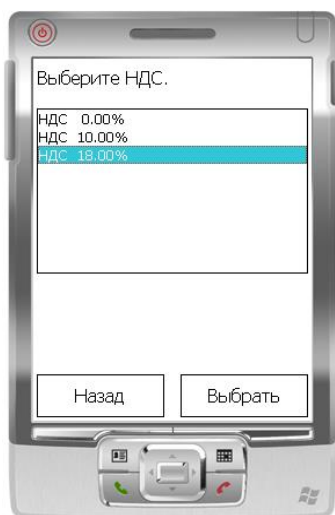 Выберите НДС.
НДС 0.00%
НДС 10.00%
НДС 18.00%
Назад
Выбрать